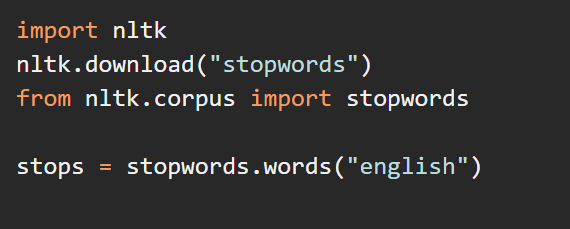 import nltk
nltk.download("stopwords")
from nltk.corpus import stopwords
stops = stopwords.words("english")